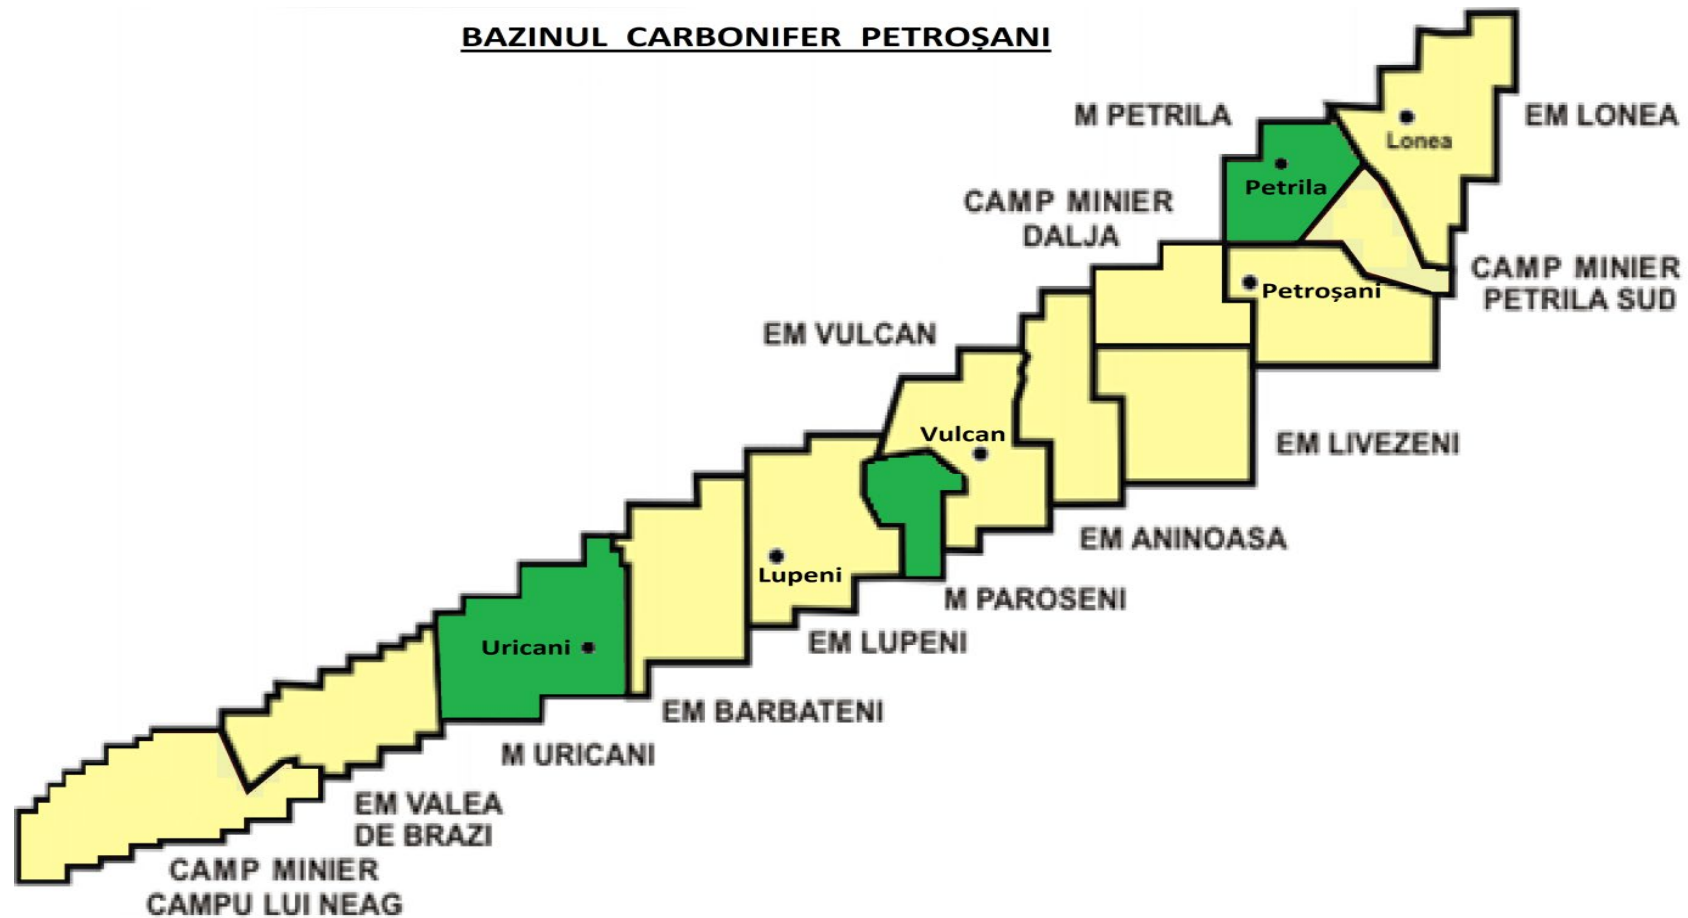 BAZINUL CARBONIFER PETROȘANI
M PETRILA
EM LONEA
Lonea
Petrila
CAMP MINIER
DALJA
CAMP MINIER
PETRILA SUD
Petroșani
EM VULCAN
Vulcan
EM LIVEZENI
EM ANINOASA
Lupeni
M PAROSENI
EM LUPENI
Uricani
EM BARBATENI
M URICANI
EM VALEA
DE BRAZI
CAMP MINIER
CAMPU LUI NEAG